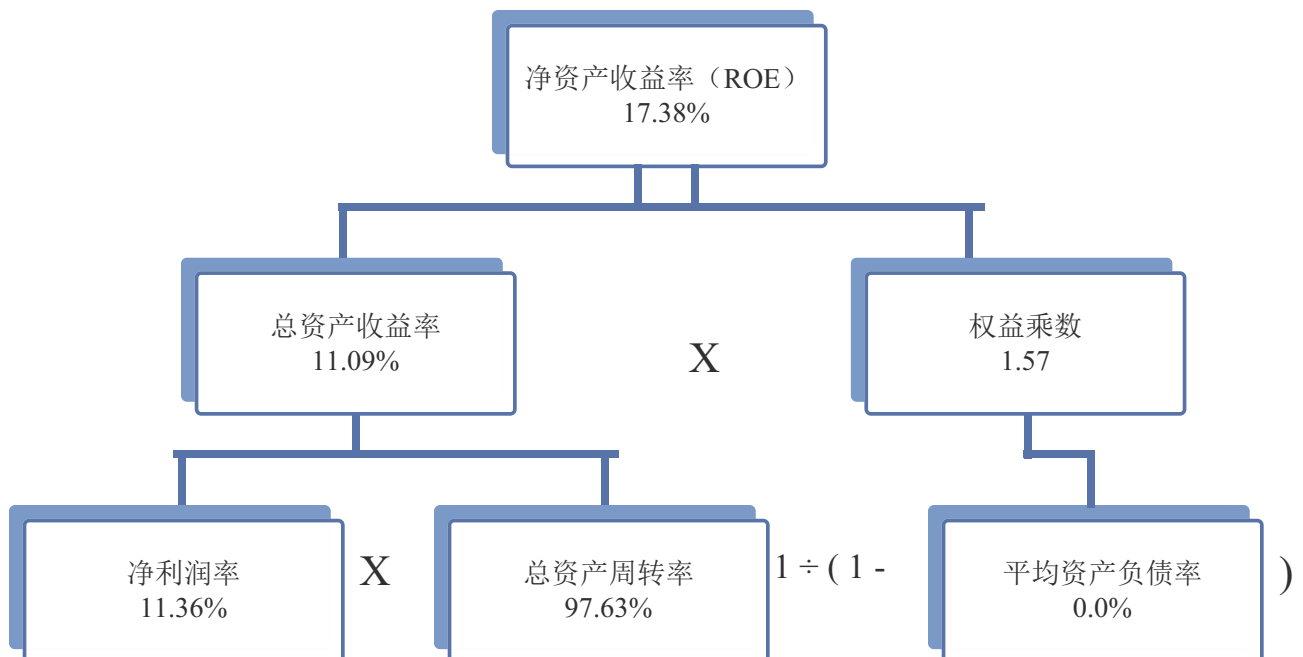 净资产收益率（ROE）
17.38%
总资产收益率
11.09%
X
权益乘数
1.57
净利润率
11.36%
X
总资产周转率
97.63%
1 ÷ ( 1 -
平均资产负债率
0.0%
)